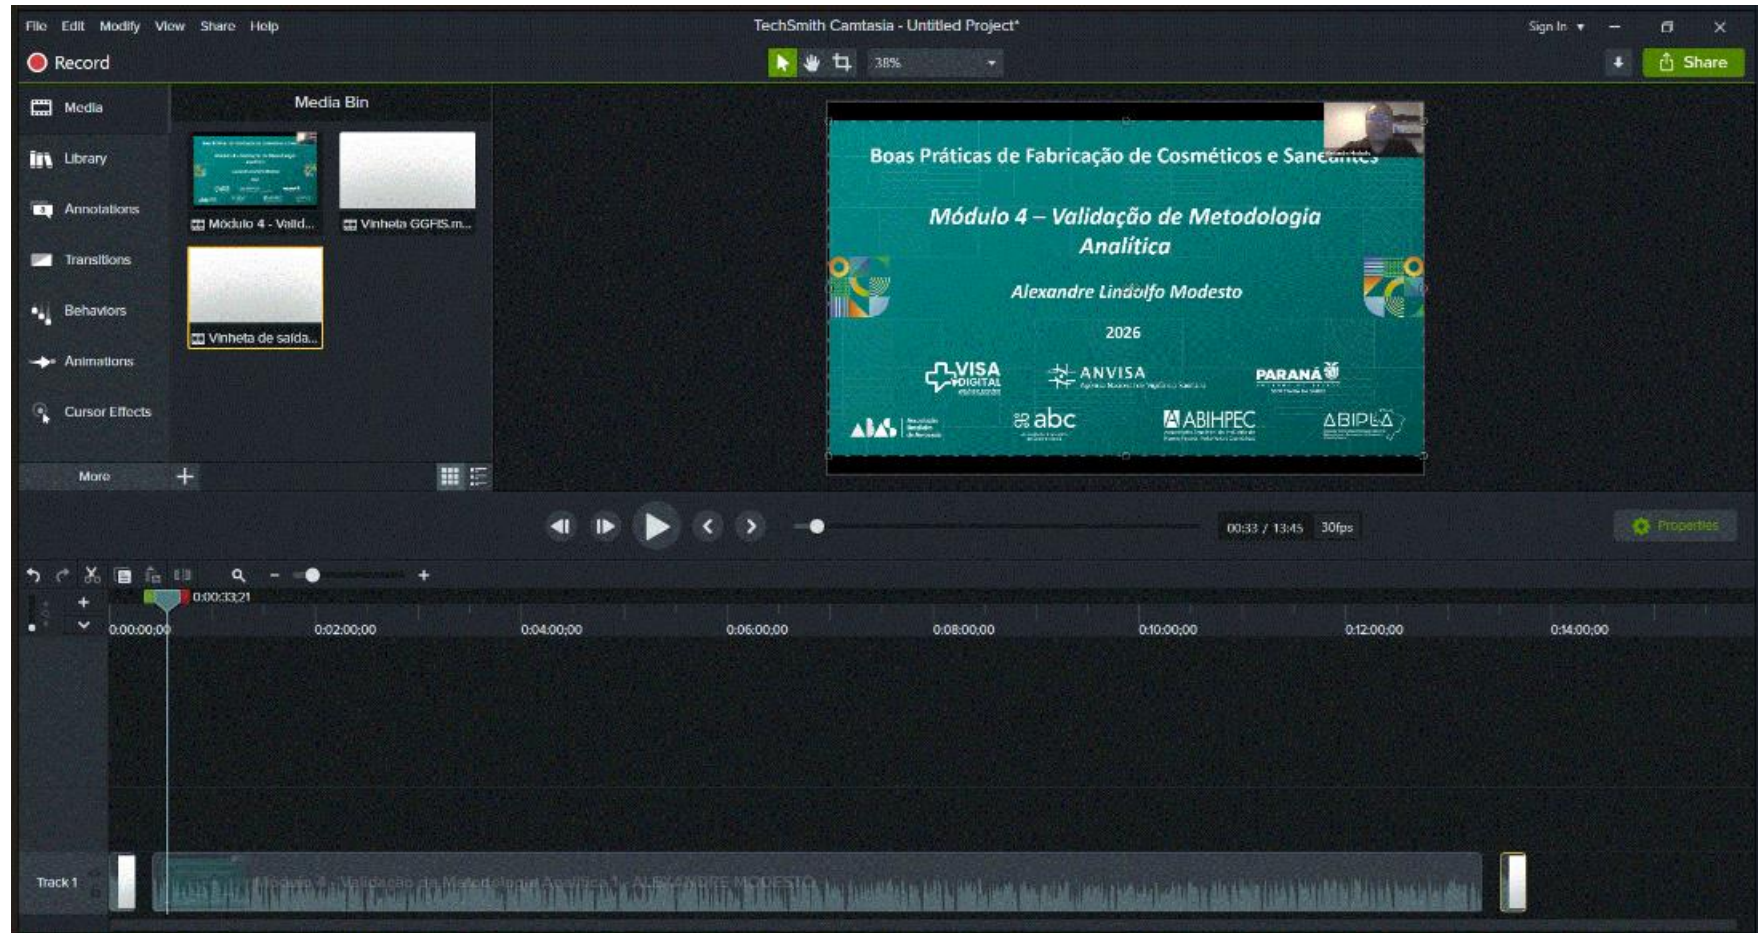 File Edit Modify View Share Help
TechSmith Camtasia - Untitled Project*
Sign In
Record
38%
Share
Media
Library
Annotations
Transitions
Behaviors
Animations
Cursor Effects
More
Media Bin
Módulo 4 - Valid...
Vinheta GGFIS.m...
Vinheta de saída...
Boas Práticas de Fabricação de Cosméticos e Saneantes
Módulo 4 – Validação de Metodologia
Analítica
Alexandre Lindolfo Modesto
2026
VISA
DIGITAL
ANVISA
Agência Nacional de Vigilância Sanitária
PARANÁ
abc
ABIHPEC
ABIPLA
00:33 / 13:45 30fps
Properties
0:00:33;21
0:00:00;00 0:02:00;00 0:04:00;00 0:06:00;00 0:08:00;00 0:10:00;00 0:12:00;00 0:14:00;00
Track 1
Módulo 4 - Validação da Metodologia Analítica 1 - ALEXANDRE MODESTO